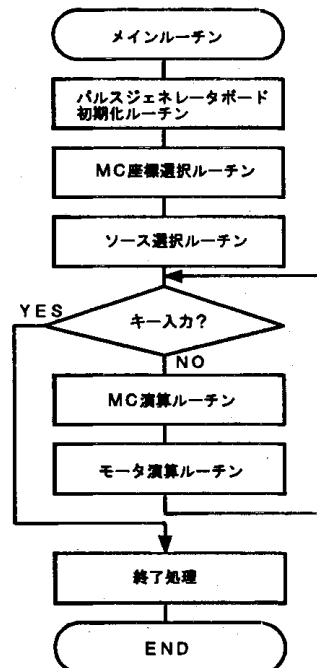 メインルーチン
パルスジェネレータボード
初期化ルーチン
MC座標選択ルーチン
ソース選択ルーチン
YES
キー入力?
NO
MC演算ルーチン
モータ演算ルーチン
終了処理
END